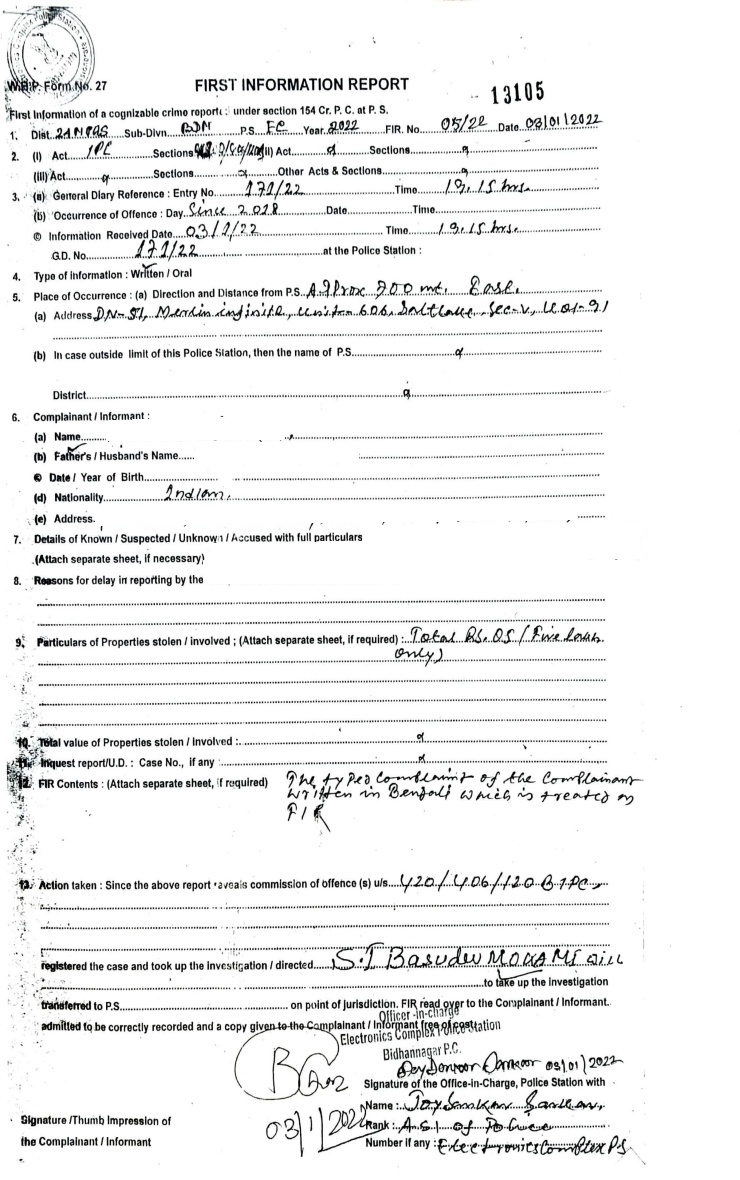 W.B.P. Form No. 27
FIRST INFORMATION REPORT
13105
First Information of a cognizable crime report under section 154 Cr. P. C. at P. S.
1. Dist. 24 NPGS Sub-Divn. BDN P.S. EC Year 2022 FIR. No. 05/22 Date 03/01/2022
2. (I) Act IPC Sections (II) Act Sections
(III) Act Sections Other Acts & Sections
3. (a) General Diary Reference : Entry No. 171/22 Time 19.15 hrs.
(b) Occurrence of Offence : Day Since 2018 Date Time
© Information Received Date 03/1/22 Time 19.15 hrs.
G.D. No. 171/22 at the Police Station :
4. Type of Information : Written / Oral
5. Place of Occurrence : (a) Direction and Distance from P.S. Approx 700 mt. East.
(a) Address DN-51, Merlin infinite, unit-606, Saltlake, Sec-V, Kol-91
(b) In case outside limit of this Police Station, then the name of P.S.
District
6. Complainant / Informant :
(a) Name
(b) Father's / Husband's Name
© Date / Year of Birth
(d) Nationality Indian.
(e) Address.
7. Details of Known / Suspected / Unknown / Accused with full particulars
(Attach separate sheet, if necessary)
8. Reasons for delay in reporting by the
9. Particulars of Properties stolen / involved ; (Attach separate sheet, if required) : Total Rs. 05 (Five Lakh
only)
10. Total value of Properties stolen / Involved :
11. Inquest report/U.D. : Case No., if any :
12. FIR Contents : (Attach separate sheet, if required) The typed complaint of the complainant
written in Bengali which is treated as
FIR
13. Action taken : Since the above report reveals commission of offence (s) u/s 420/406/120B IPC
registered the case and took up the investigation / directed S.I Basudev
to take up the Investigation
transferred to P.S. on point of jurisdiction. FIR read over to the Complainant / Informant.
admitted to be correctly recorded and a copy given to the Complainant / Informant free of cost
Officer-in-charge
Electronics Complex Police Station
Bidhannagar P.C.
03/01/2022
Signature of the Office-in-Charge, Police Station with
03/1/2022
Name : Joy Sankar Sarkar
Rank : A.S.I of Police
Number if any : Electronics Complex PS
Signature /Thumb Impression of
the Complainant / Informant